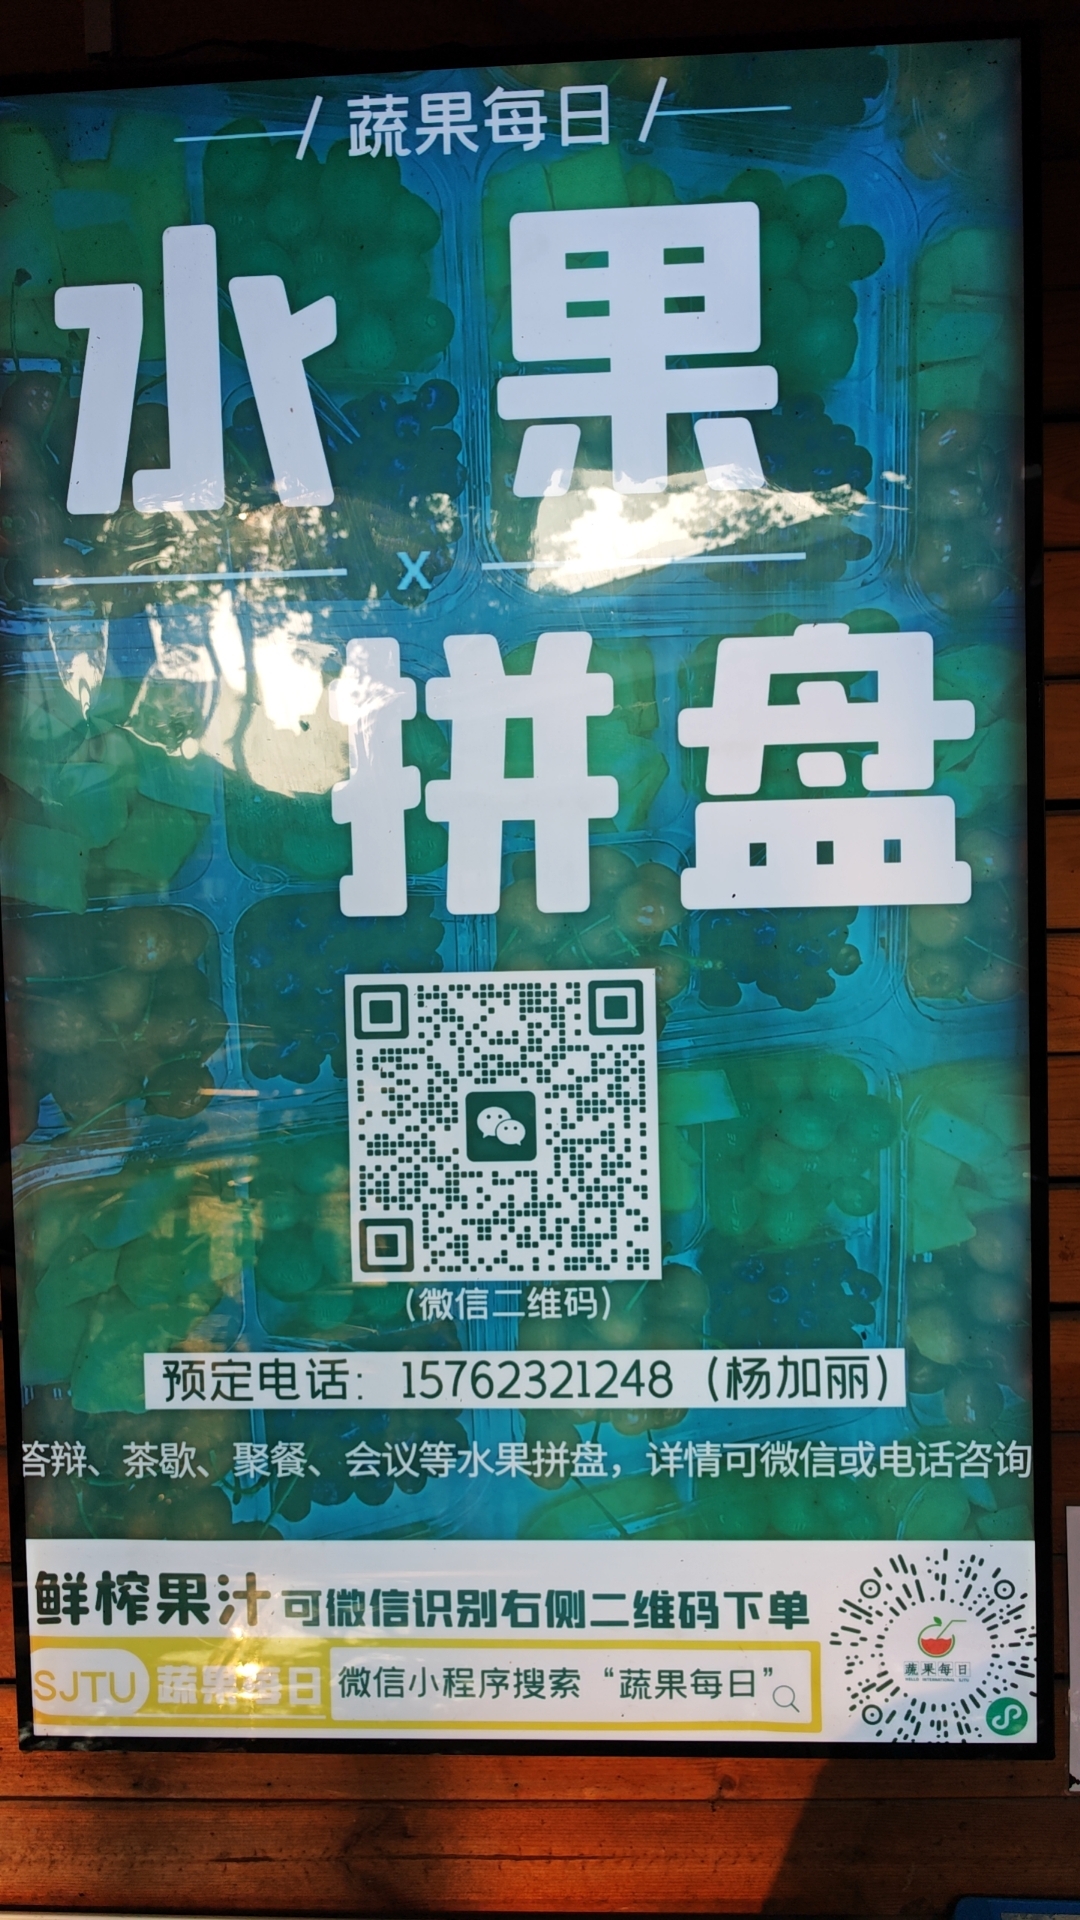 蔬果每日
水果
x
拼盘
(微信二维码)
预定电话：15762321248（杨加丽）
答辩、茶歇、聚餐、会议等水果拼盘，详情可微信或电话咨询
鲜榨果汁 可微信识别右侧二维码下单
SJTU 蔬果每日 微信小程序搜索“蔬果每日”
蔬果每日